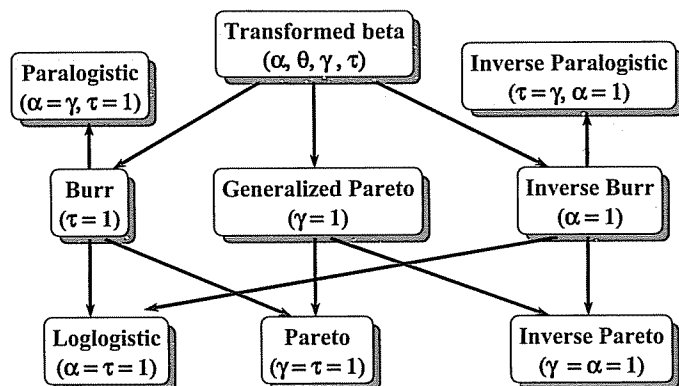 Transformed beta
(α, θ, γ, τ)
Paralogistic
(α = γ, τ = 1)
Inverse Paralogistic
(τ = γ, α = 1)
Burr
(τ = 1)
Generalized Pareto
(γ = 1)
Inverse Burr
(α = 1)
Loglogistic
(α = τ = 1)
Pareto
(γ = τ = 1)
Inverse Pareto
(γ = α = 1)